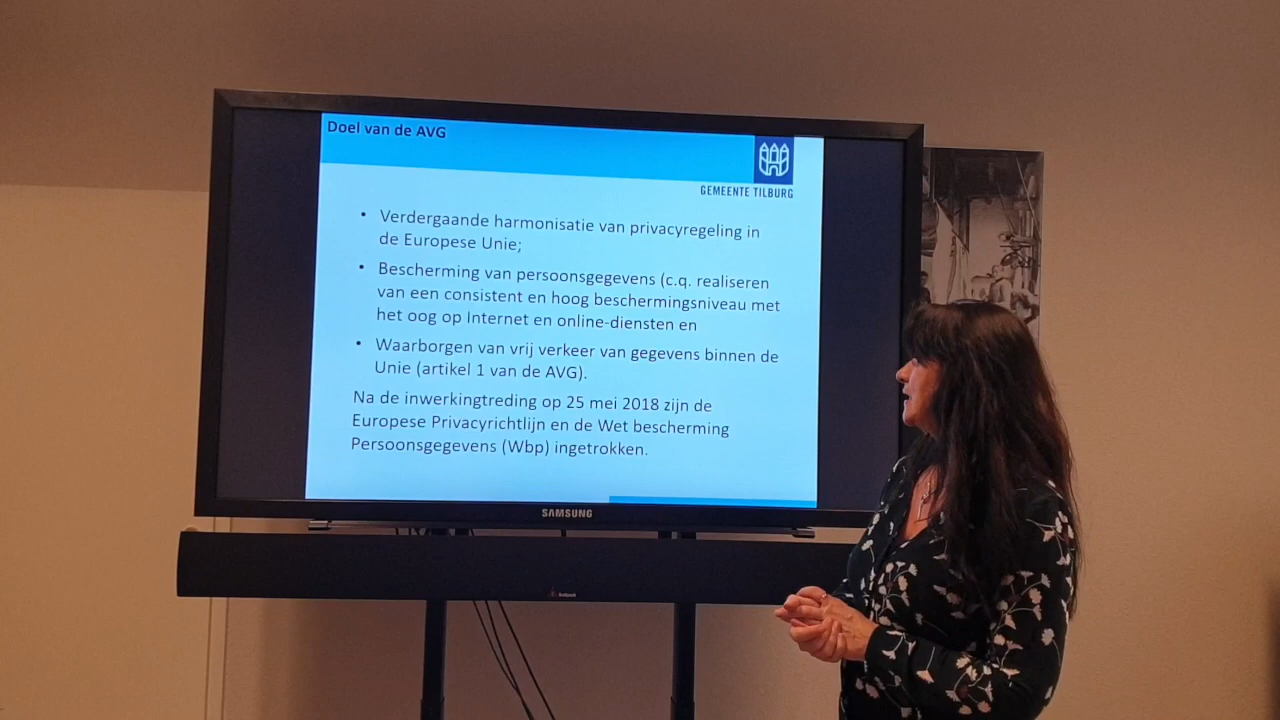 Doel van de AVG
GEMEENTE TILBURG
• Verdergaande harmonisatie van privacyregeling in
de Europese Unie;
• Bescherming van persoonsgegevens (c.q. realiseren
van een consistent en hoog beschermingsniveau met
het oog op Internet en online-diensten en
• Waarborgen van vrij verkeer van gegevens binnen de
Unie (artikel 1 van de AVG).
Na de inwerkingtreding op 25 mei 2018 zijn de
Europese Privacyrichtlijn en de Wet bescherming
Persoonsgegevens (Wbp) ingetrokken.
SAMSUNG